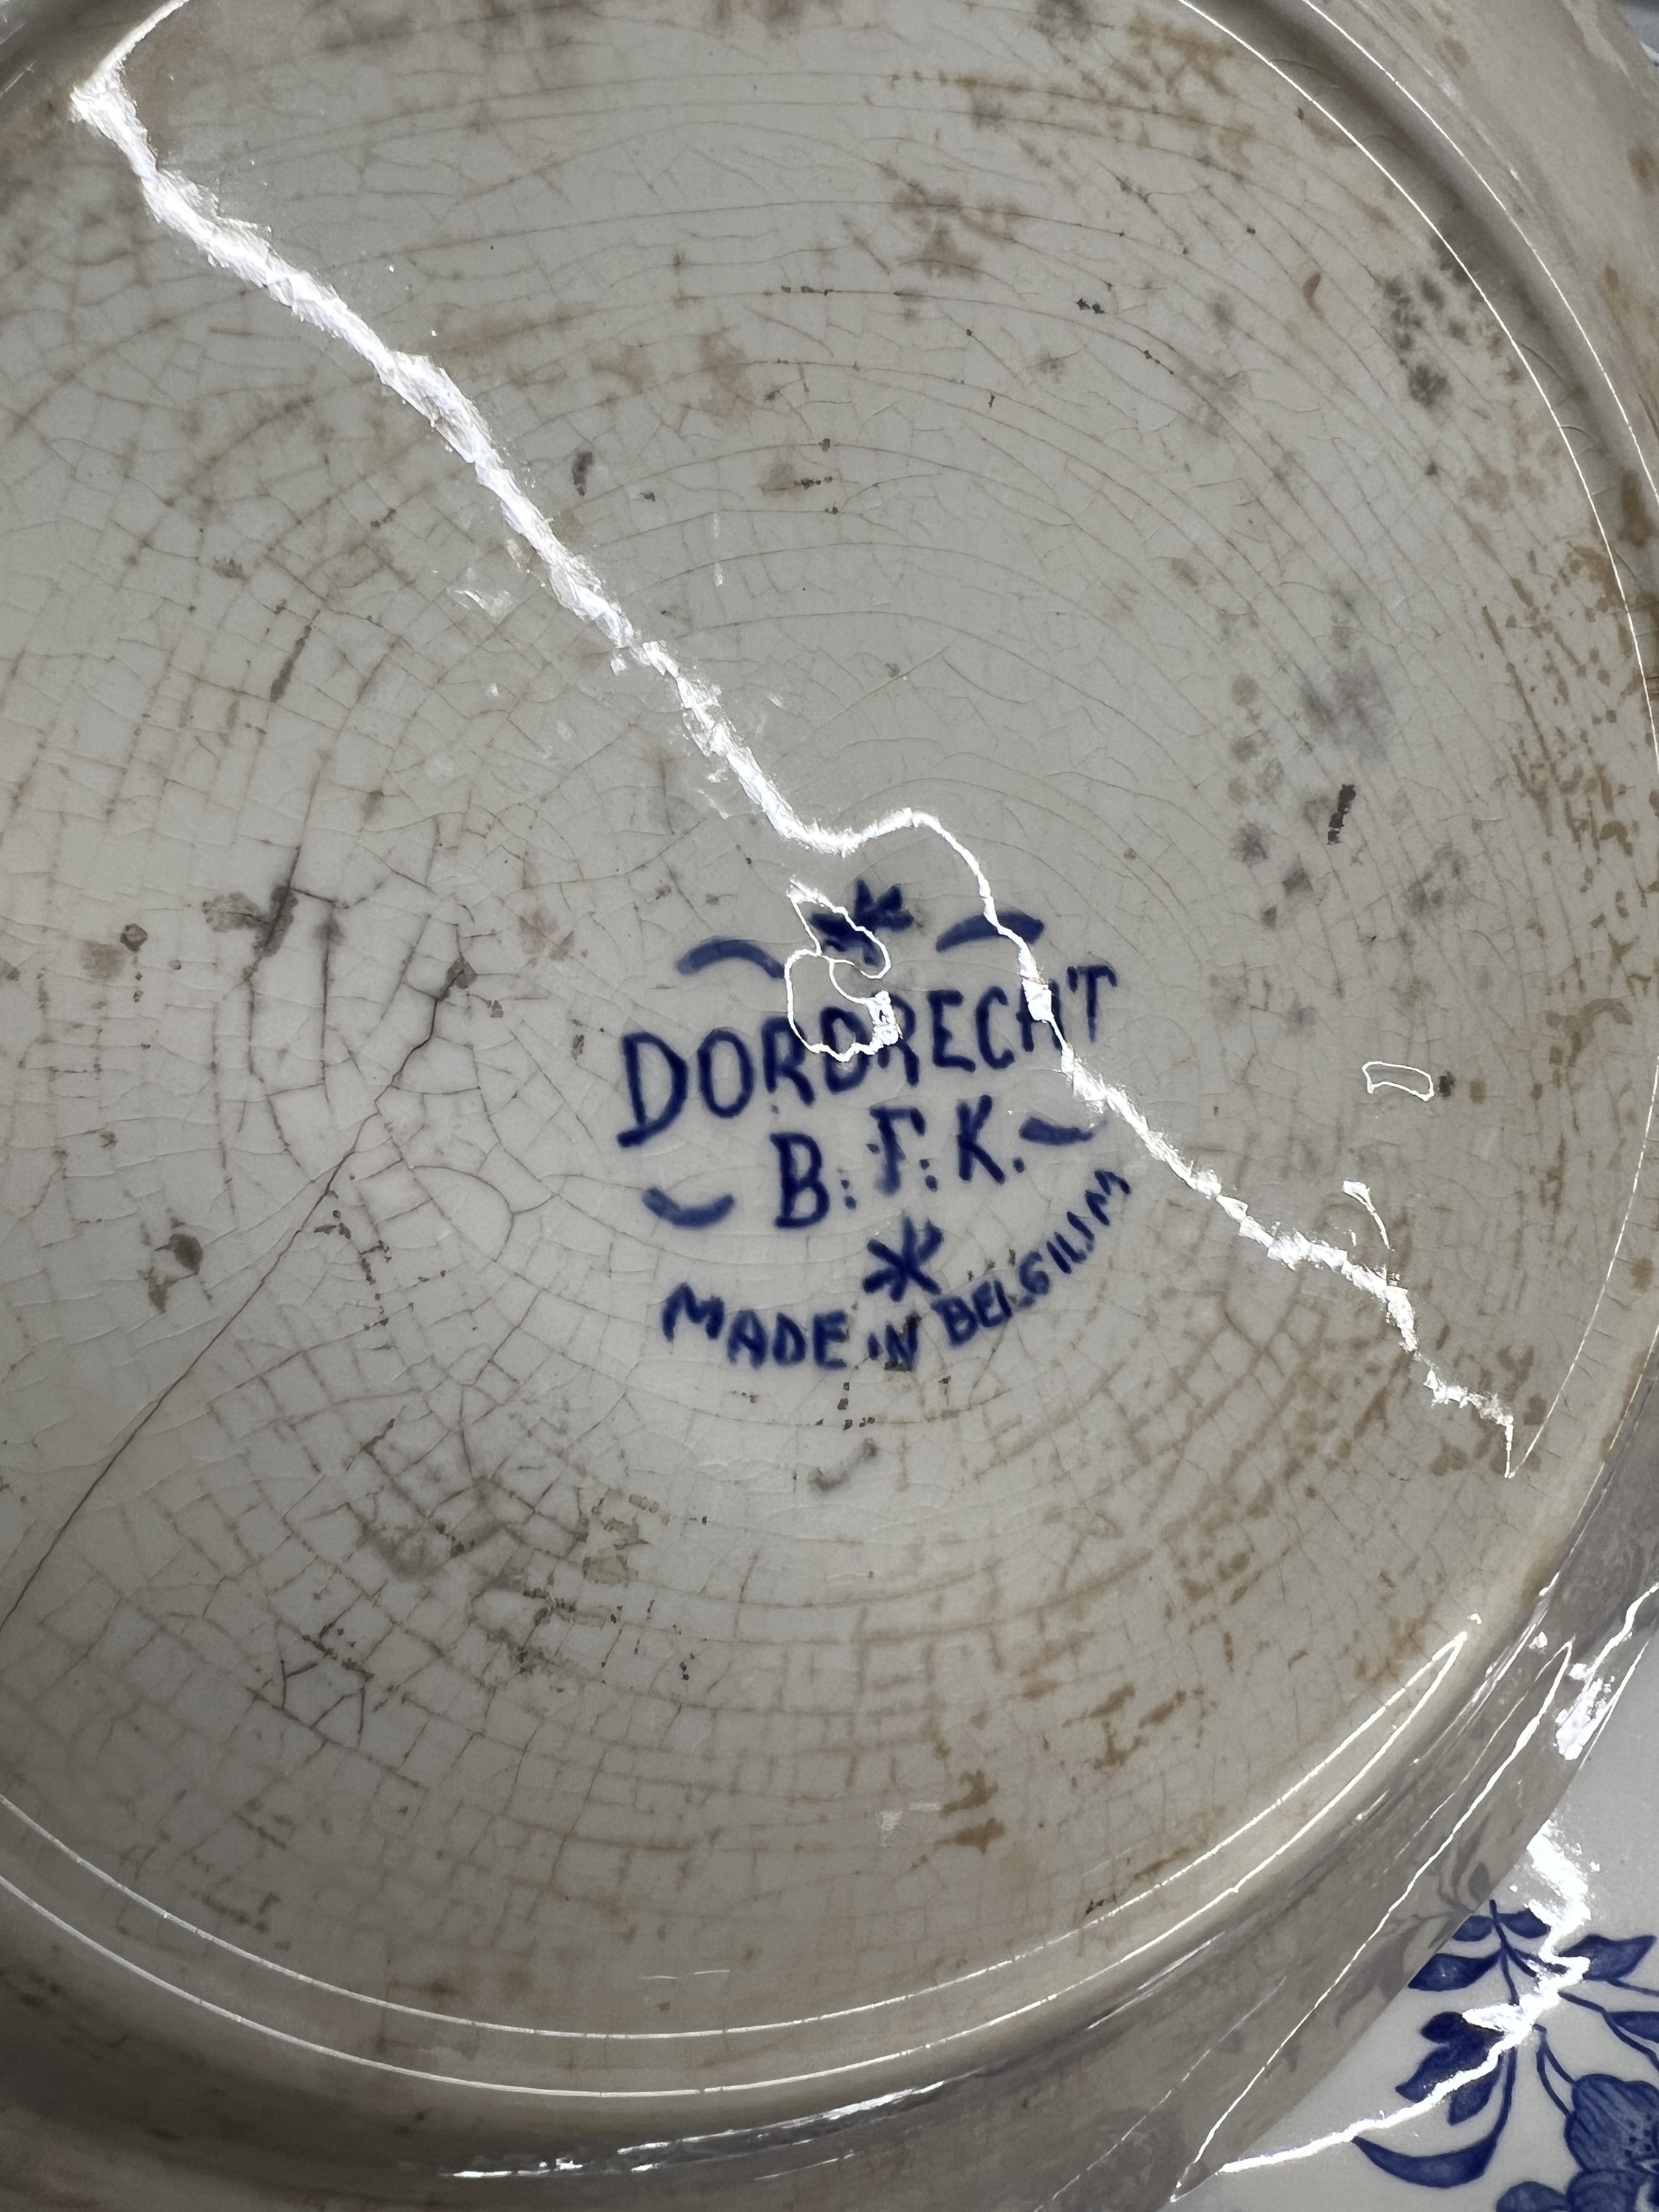 DORDRECHT
B: F: K.
MADE IN BELGIUM